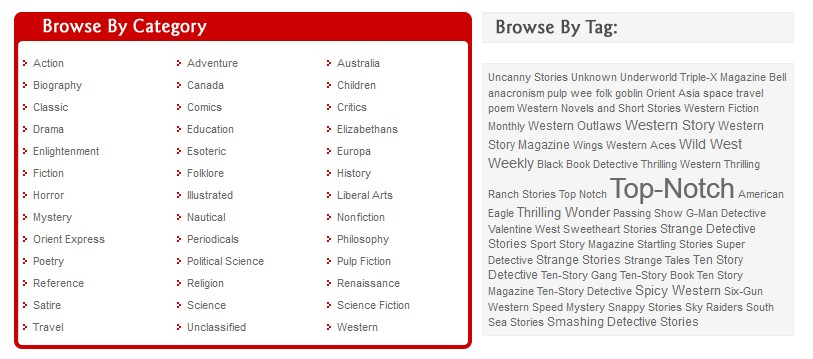 Browse By Category
Action
Adventure
Australia
Biography
Canada
Children
Classic
Comics
Critics
Drama
Education
Elizabethans
Enlightenment
Esoteric
Europa
Fiction
Folklore
History
Horror
Illustrated
Liberal Arts
Mystery
Nautical
Nonfiction
Orient Express
Periodicals
Philosophy
Poetry
Political Science
Pulp Fiction
Reference
Religion
Renaissance
Satire
Science
Science Fiction
Travel
Unclassified
Western
Browse By Tag:
Uncanny Stories Unknown Underworld Triple-X Magazine Bell
anacronism pulp wee folk goblin Orient Asia space travel
poem Western Novels and Short Stories Western Fiction
Monthly Western Outlaws Western Story Western
Story Magazine Wings Western Aces Wild West
Weekly Black Book Detective Thrilling Western Thrilling
Ranch Stories Top Notch Top-Notch American
Eagle Thrilling Wonder Passing Show G-Man Detective
Valentine West Sweetheart Stories Strange Detective
Stories Sport Story Magazine Startling Stories Super
Detective Strange Stories Strange Tales Ten Story
Detective Ten-Story Gang Ten-Story Book Ten Story
Magazine Ten-Story Detective Spicy Western Six-Gun
Western Speed Mystery Snappy Stories Sky Raiders South
Sea Stories Smashing Detective Stories